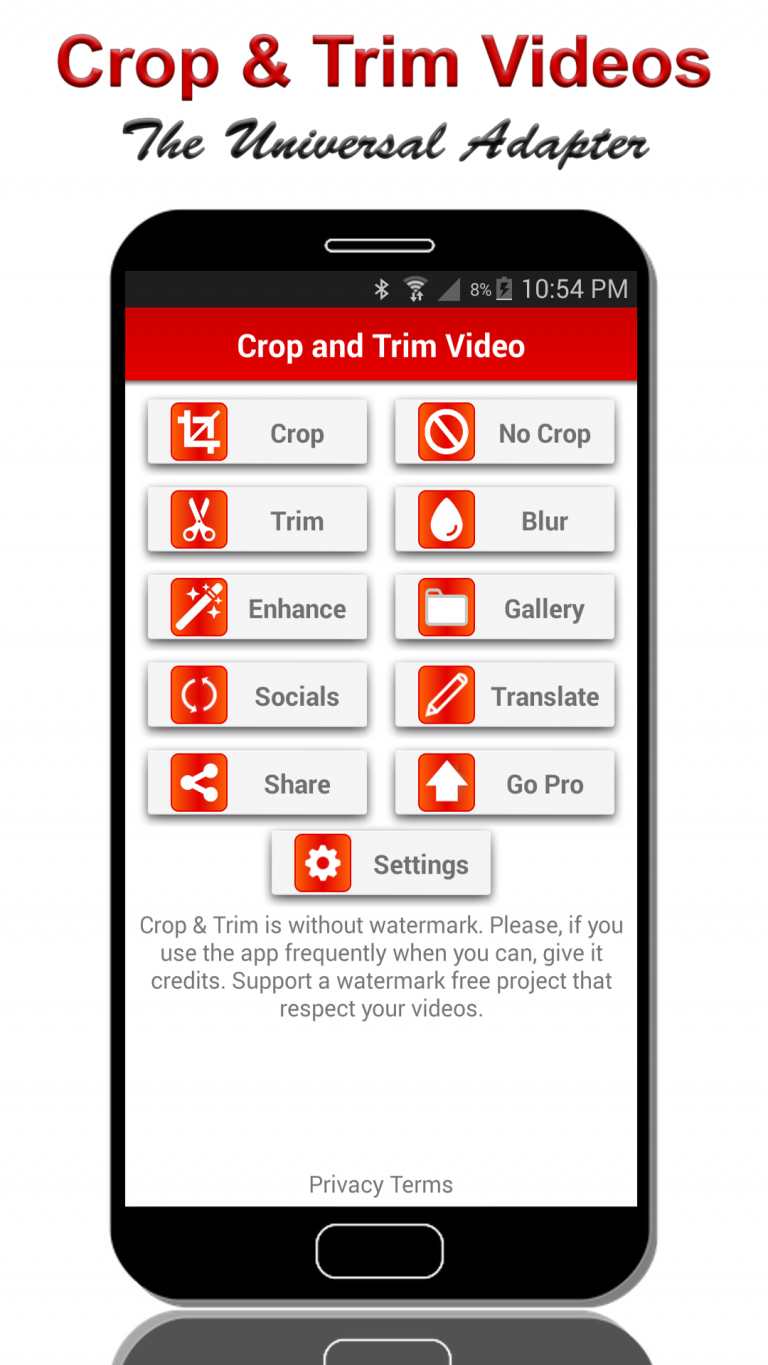 Crop & Trim Videos
The Universal Adapter
8% 10:54 PM
Crop and Trim Video
Crop
No Crop
Trim
Blur
Enhance
Gallery
Socials
Translate
Share
Go Pro
Settings
Crop & Trim is without watermark. Please, if you
use the app frequently when you can, give it
credits. Support a watermark free project that
respect your videos.
Privacy Terms